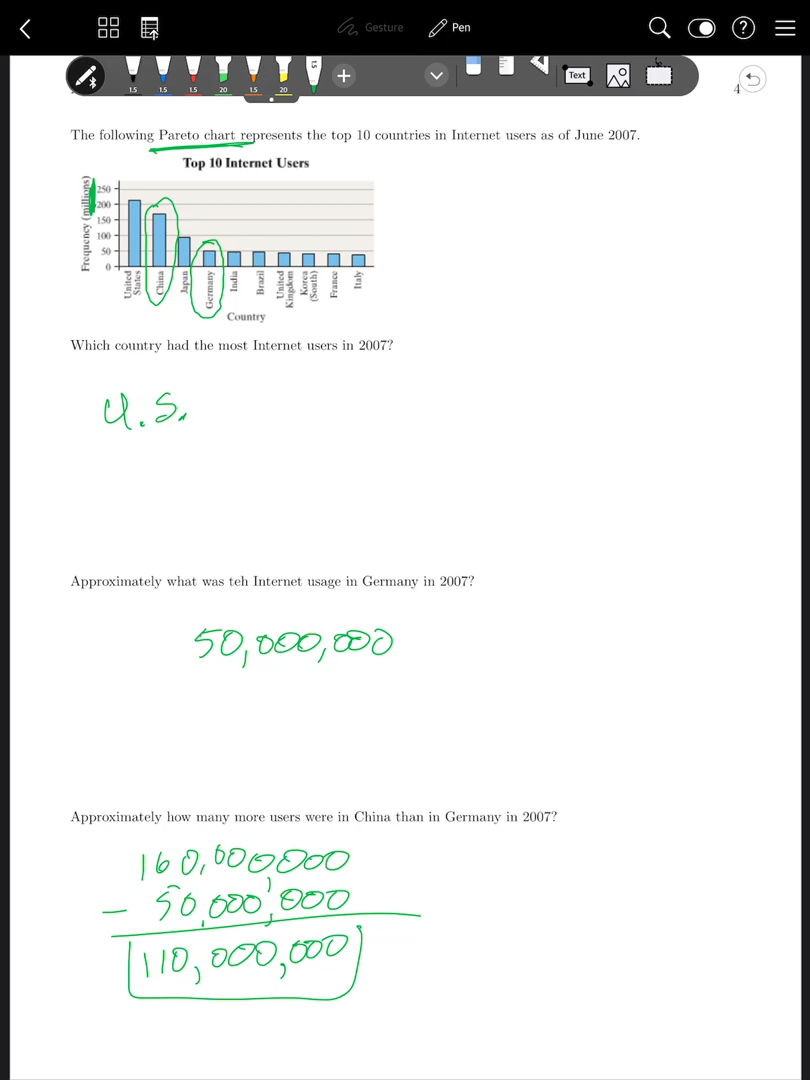 Gesture
Pen
1.5
1.5
1.5
20
1.5
20
1.5
Text
4
The following Pareto chart represents the top 10 countries in Internet users as of June 2007.
Top 10 Internet Users
Frequency (millions)
250
200
150
100
50
0
United States
China
Japan
Germany
India
Brazil
United Kingdom
Korea (South)
France
Italy
Country
Which country had the most Internet users in 2007?
U.S.
Approximately what was teh Internet usage in Germany in 2007?
50,000,000
Approximately how many more users were in China than in Germany in 2007?
160,000,000
- 50,000,000
110,000,000